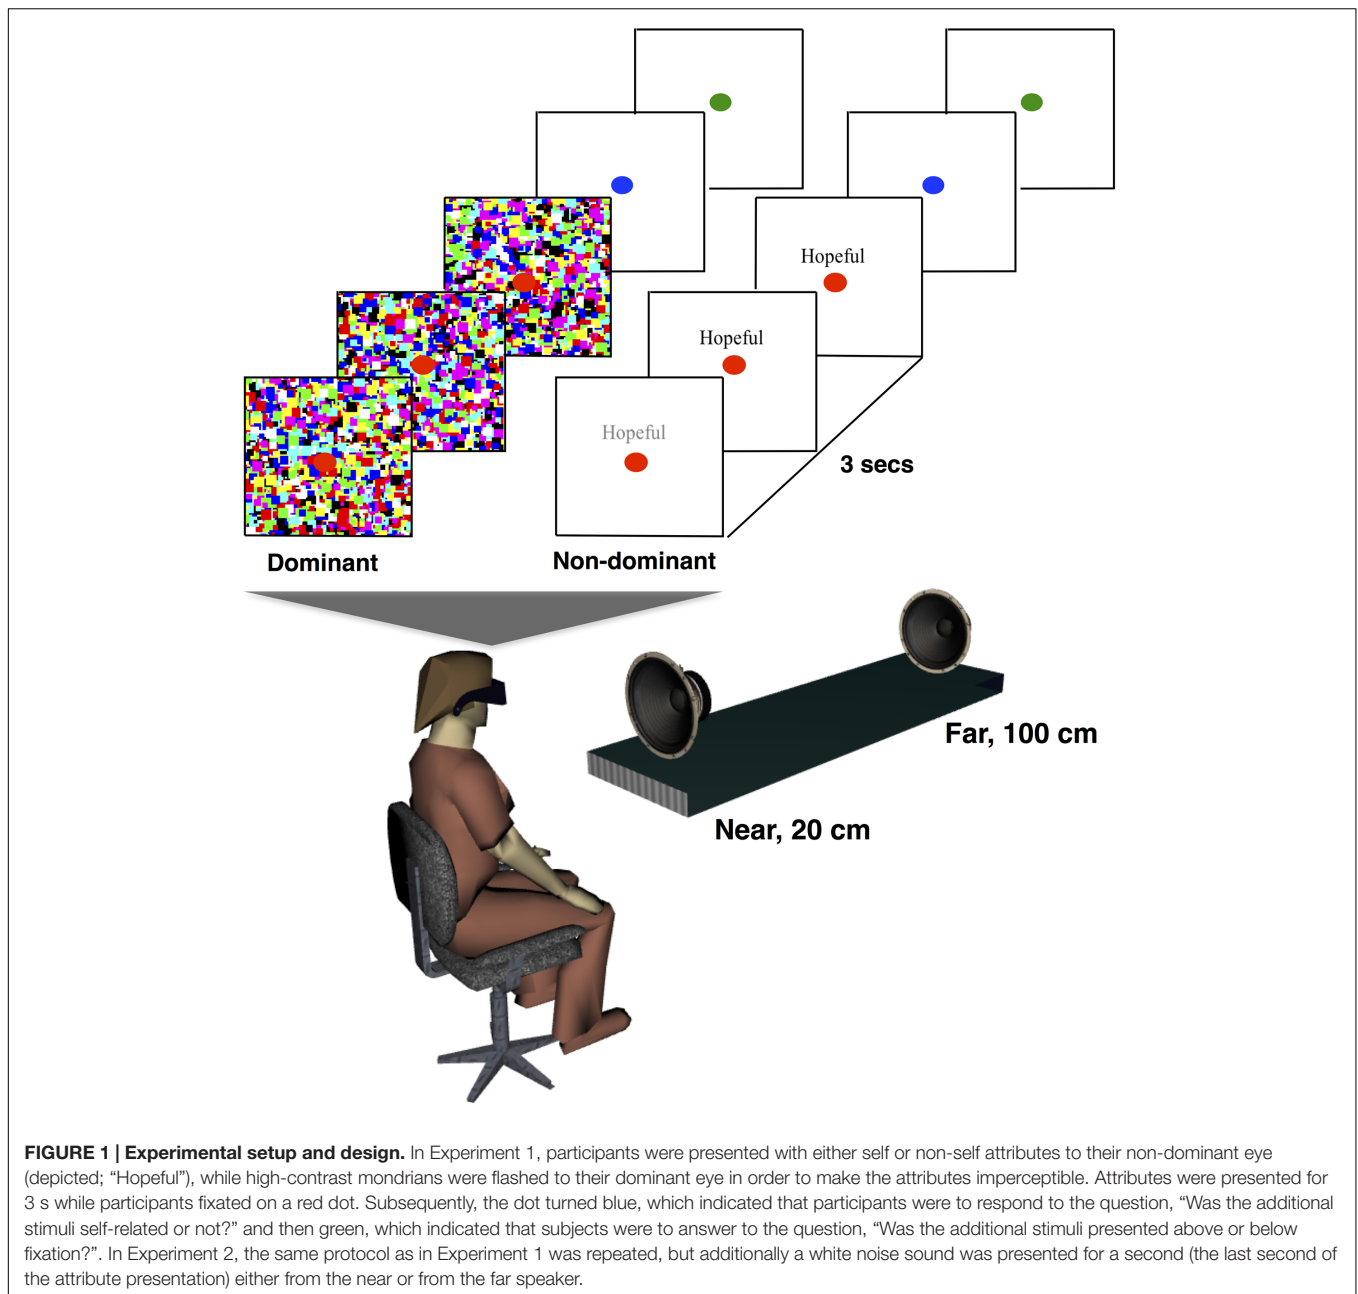 Hopeful
Hopeful
Hopeful
3 secs
Dominant
Non-dominant
Far, 100 cm
Near, 20 cm
FIGURE 1 | Experimental setup and design. In Experiment 1, participants were presented with either self or non-self attributes to their non-dominant eye
(depicted; “Hopeful”), while high-contrast mondrians were flashed to their dominant eye in order to make the attributes imperceptible. Attributes were presented for
3 s while participants fixated on a red dot. Subsequently, the dot turned blue, which indicated that participants were to respond to the question, “Was the additional
stimuli self-related or not?” and then green, which indicated that subjects were to answer to the question, “Was the additional stimuli presented above or below
fixation?”. In Experiment 2, the same protocol as in Experiment 1 was repeated, but additionally a white noise sound was presented for a second (the last second of
the attribute presentation) either from the near or from the far speaker.